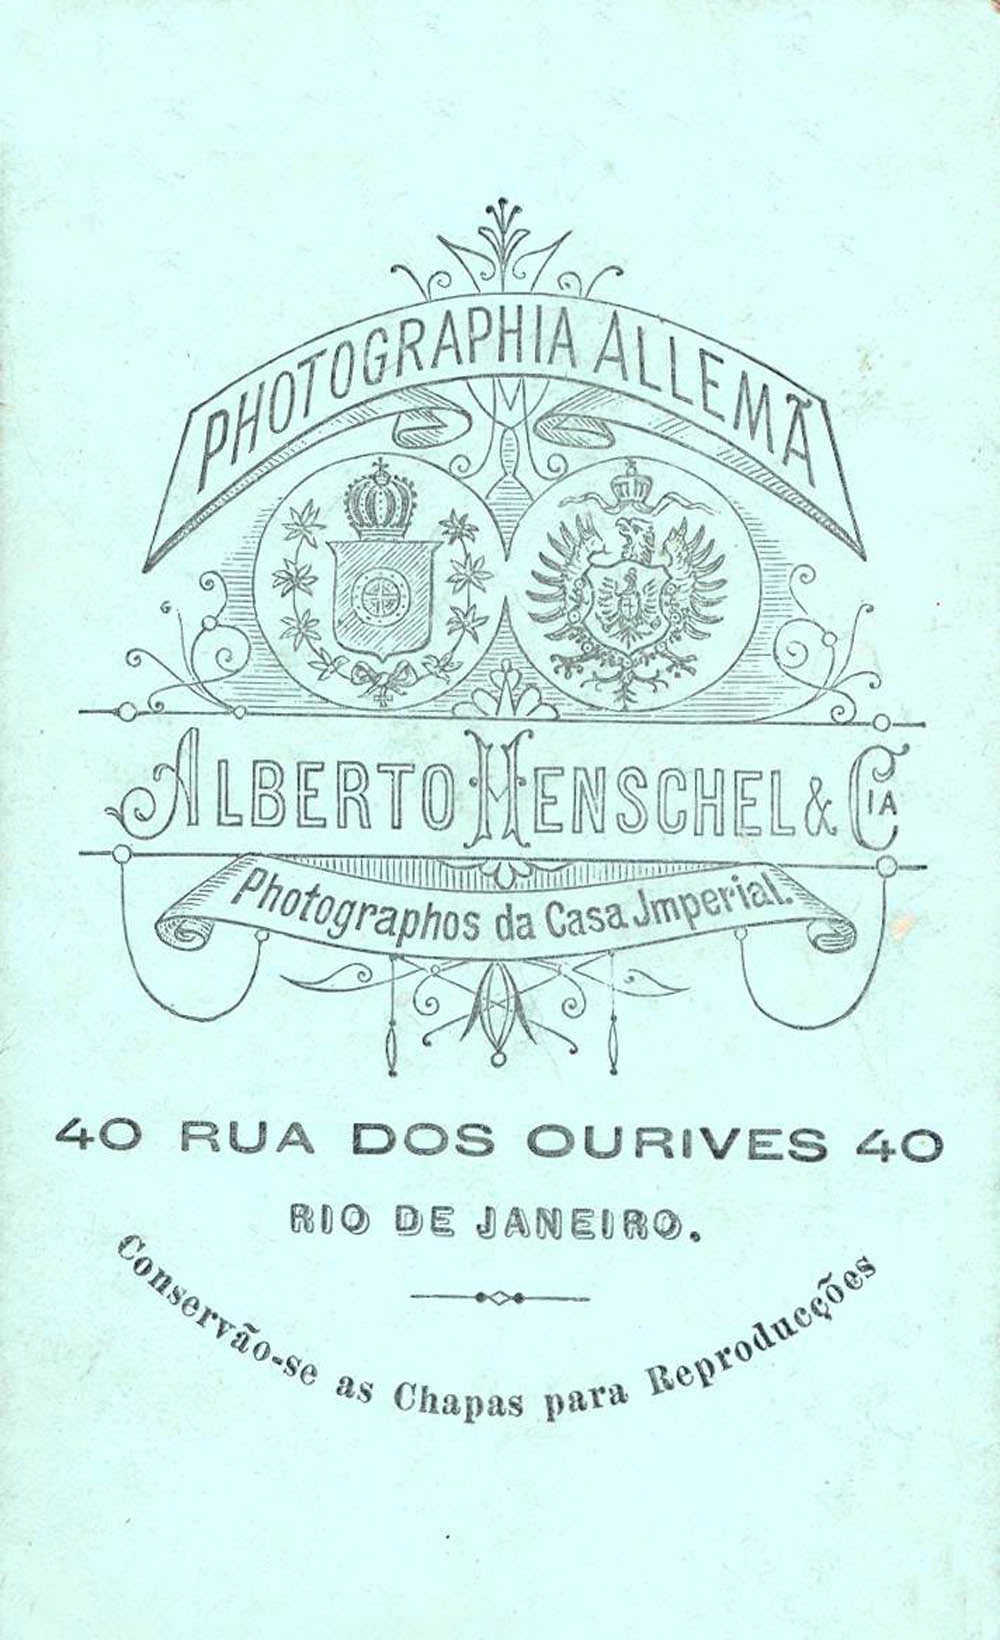 PHOTOGRAPHIA ALLEMÃ
ALBERTO HENSCHEL & CIA
Photographos da Casa Imperial.
40 RUA DOS OURIVES 40
RIO DE JANEIRO.
Conservão-se as Chapas para Reproducções